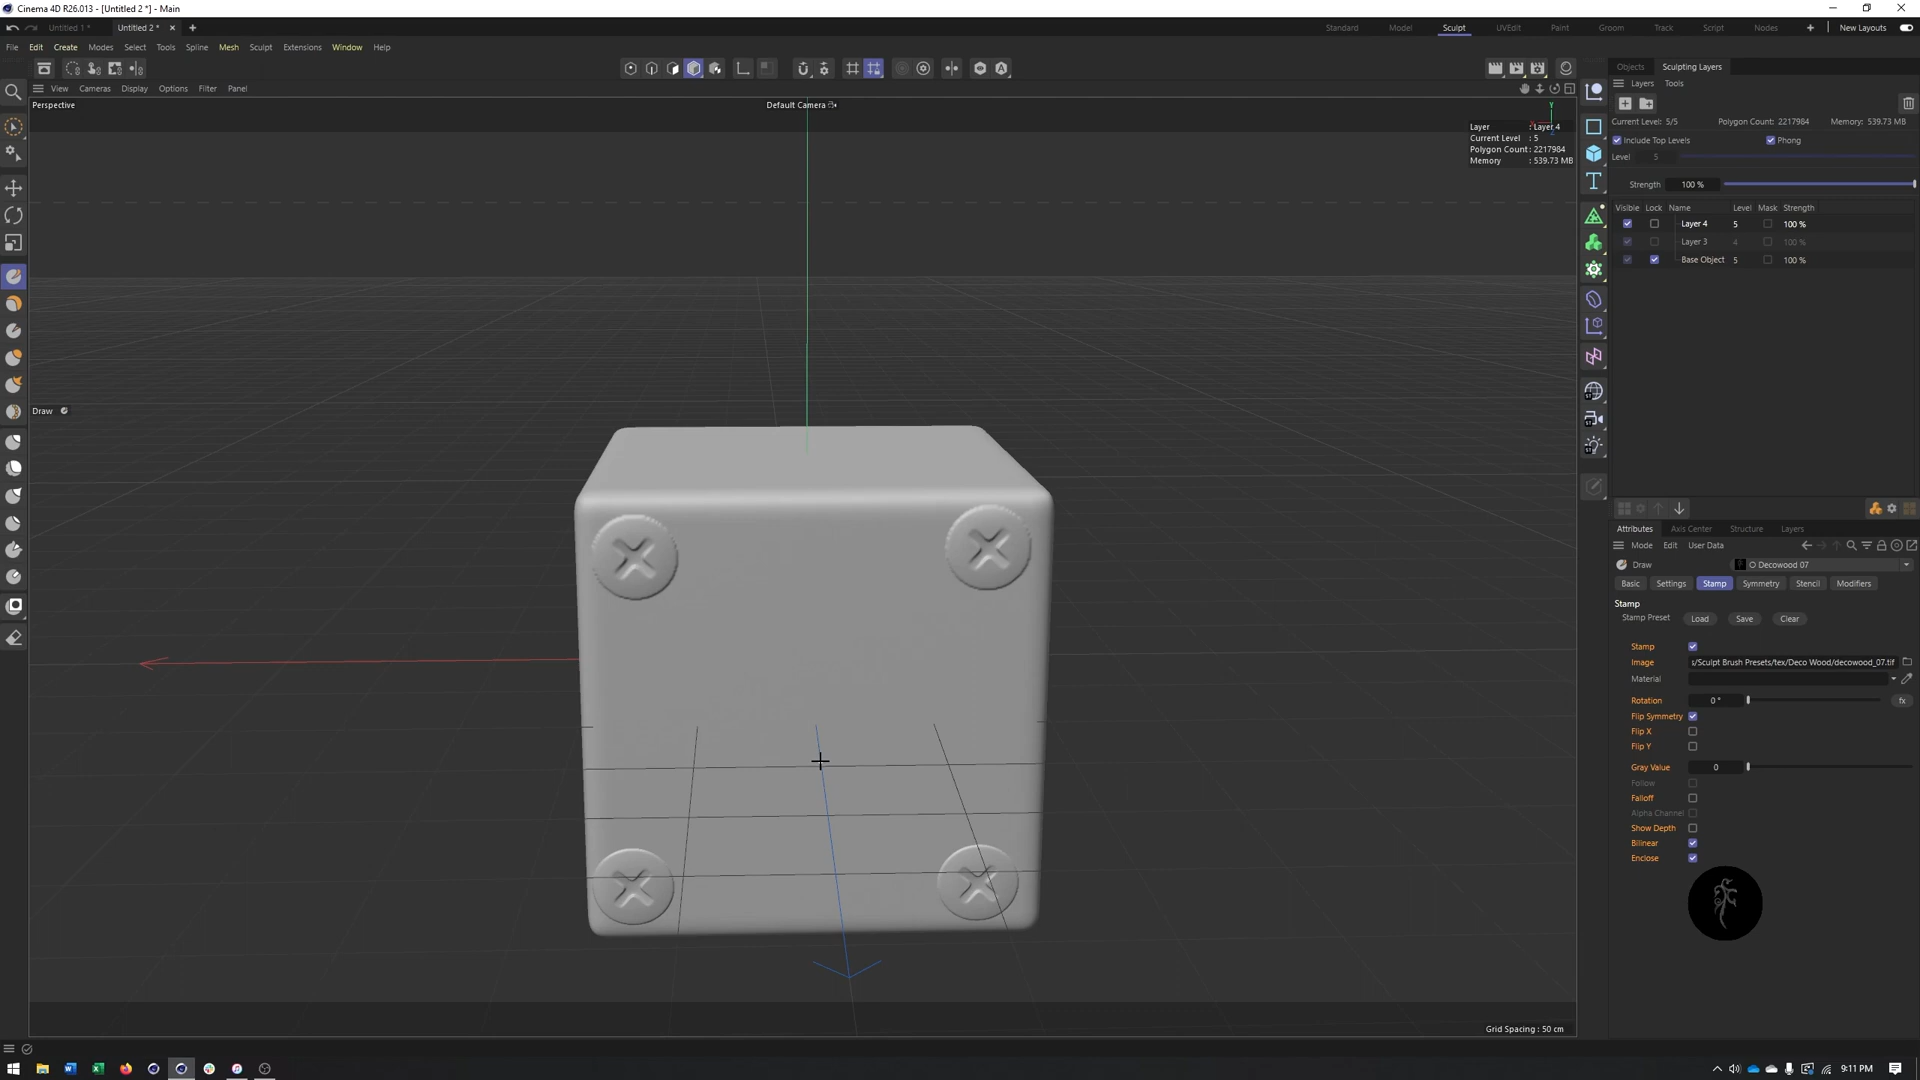 Cinema 4D R26.013 - [Untitled 2 *] - Main
Untitled 1 *
Untitled 2 *
Standard
Model
Sculpt
UVEdit
Paint
Groom
Track
Script
Nodes
New Layouts
File
Edit
Create
Modes
Select
Tools
Spline
Mesh
Sculpt
Extensions
Window
Help
View
Cameras
Display
Options
Filter
Panel
Perspective
Default Camera
Y
Layer : Layer 4
Current Level : 5
Polygon Count : 2217984
Memory : 539.73 MB
Draw
Grid Spacing : 50 cm
Objects
Sculpting Layers
Layers
Tools
Current Level: 5/5
Polygon Count: 2217984
Memory: 539.73 MB
Include Top Levels
Phong
Level 5
Strength 100 %
Visible Lock Name Level Mask Strength
Layer 4 5 100 %
Layer 3 4 100 %
Base Object 5 100 %
Attributes
Axis Center
Structure
Layers
Mode
Edit
User Data
Draw
O Decowood 07
Basic
Settings
Stamp
Symmetry
Stencil
Modifiers
Stamp
Stamp Preset
Load
Save
Clear
Stamp
Image s/Sculpt Brush Presets/tex/Deco Wood/decowood_07.tif
Material
Rotation 0 °
fx
Flip Symmetry
Flip X
Flip Y
Gray Value 0
Follow
Falloff
Alpha Channel
Show Depth
Bilinear
Enclose
9:11 PM